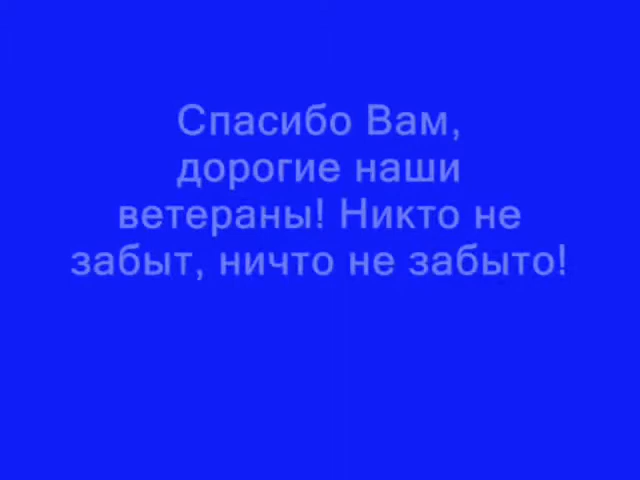 Спасибо Вам,
дорогие наши
ветераны! Никто не
забыт, ничто не забыто!